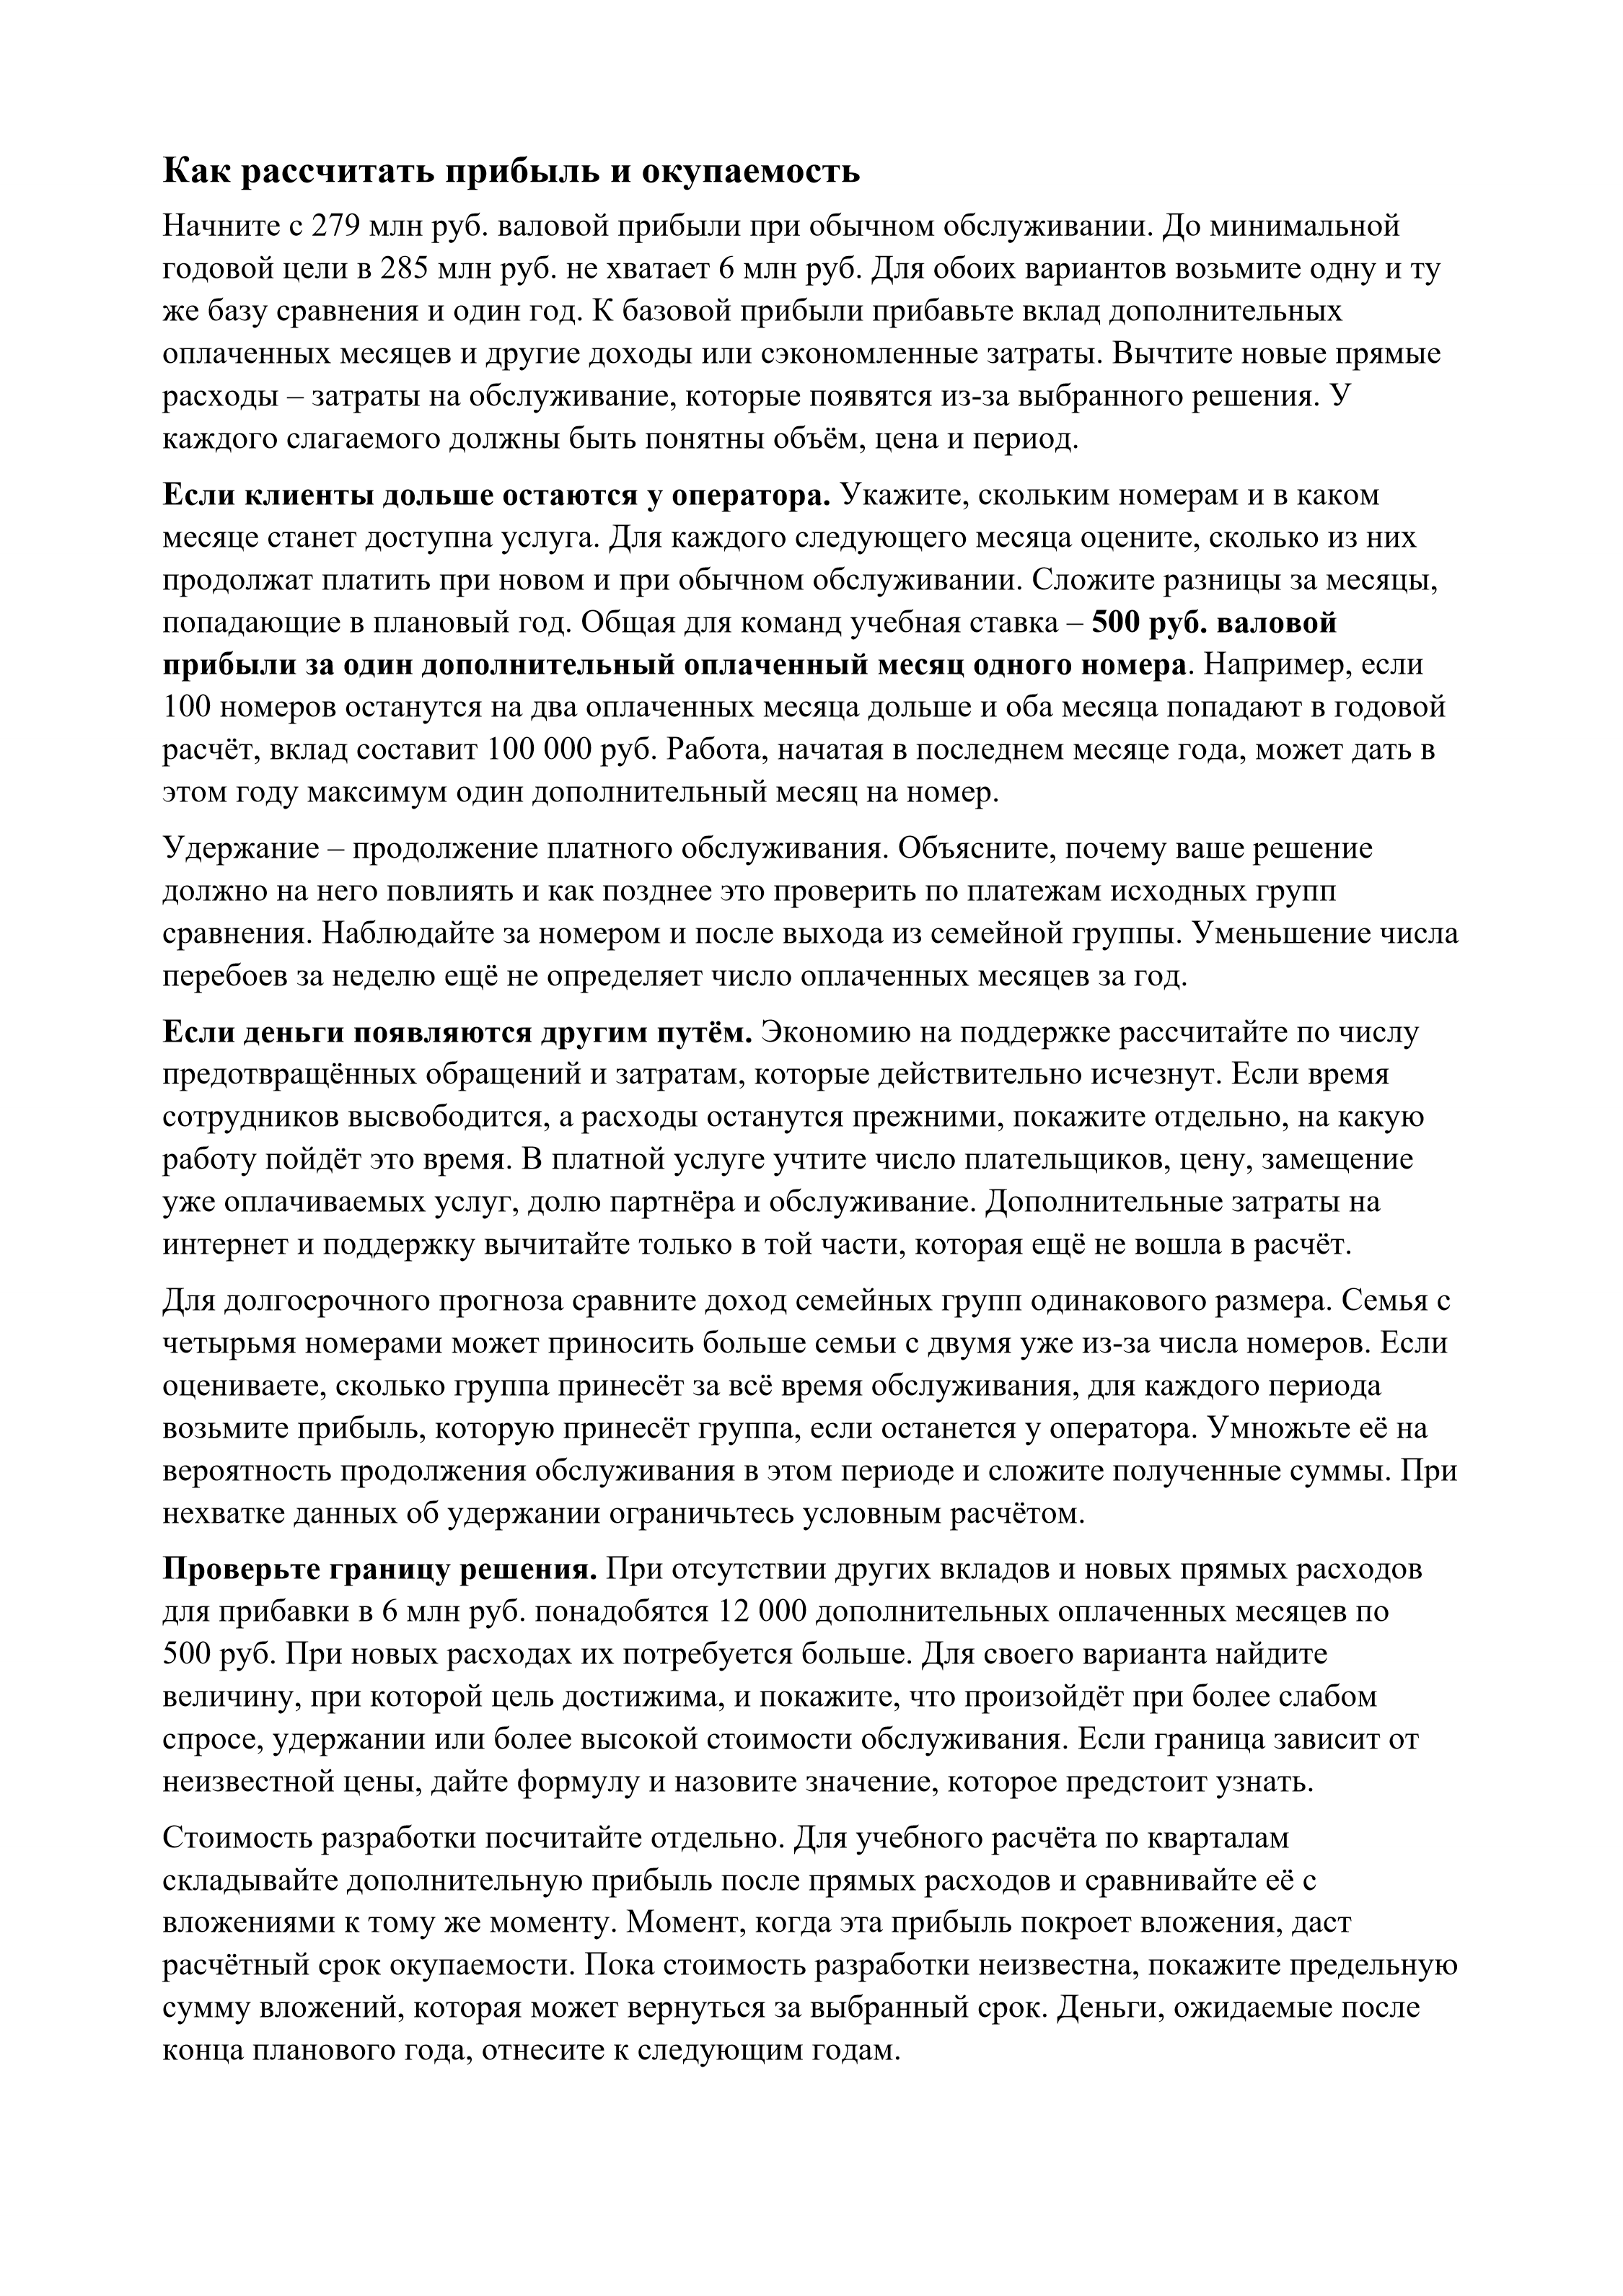 Как рассчитать прибыль и окупаемость
Начните с 279 млн руб. валовой прибыли при обычном обслуживании. До минимальной
годовой цели в 285 млн руб. не хватает 6 млн руб. Для обоих вариантов возьмите одну и ту
же базу сравнения и один год. К базовой прибыли прибавьте вклад дополнительных
оплаченных месяцев и другие доходы или сэкономленные затраты. Вычтите новые прямые
расходы – затраты на обслуживание, которые появятся из-за выбранного решения. У
каждого слагаемого должны быть понятны объём, цена и период.
Если клиенты дольше остаются у оператора. Укажите, скольким номерам и в каком
месяце станет доступна услуга. Для каждого следующего месяца оцените, сколько из них
продолжат платить при новом и при обычном обслуживании. Сложите разницы за месяцы,
попадающие в плановый год. Общая для команд учебная ставка – 500 руб. валовой
прибыли за один дополнительный оплаченный месяц одного номера. Например, если
100 номеров останутся на два оплаченных месяца дольше и оба месяца попадают в годовой
расчёт, вклад составит 100 000 руб. Работа, начатая в последнем месяце года, может дать в
этом году максимум один дополнительный месяц на номер.
Удержание – продолжение платного обслуживания. Объясните, почему ваше решение
должно на него повлиять и как позднее это проверить по платежам исходных групп
сравнения. Наблюдайте за номером и после выхода из семейной группы. Уменьшение числа
перебоев за неделю ещё не определяет число оплаченных месяцев за год.
Если деньги появляются другим путём. Экономию на поддержке рассчитайте по числу
предотвращённых обращений и затратам, которые действительно исчезнут. Если время
сотрудников высвободится, а расходы останутся прежними, покажите отдельно, на какую
работу пойдёт это время. В платной услуге учтите число плательщиков, цену, замещение
уже оплачиваемых услуг, долю партнёра и обслуживание. Дополнительные затраты на
интернет и поддержку вычитайте только в той части, которая ещё не вошла в расчёт.
Для долгосрочного прогноза сравните доход семейных групп одинакового размера. Семья с
четырьмя номерами может приносить больше семьи с двумя уже из-за числа номеров. Если
оцениваете, сколько группа принесёт за всё время обслуживания, для каждого периода
возьмите прибыль, которую принесёт группа, если останется у оператора. Умножьте её на
вероятность продолжения обслуживания в этом периоде и сложите полученные суммы. При
нехватке данных об удержании ограничьтесь условным расчётом.
Проверьте границу решения. При отсутствии других вкладов и новых прямых расходов
для прибавки в 6 млн руб. понадобятся 12 000 дополнительных оплаченных месяцев по
500 руб. При новых расходах их потребуется больше. Для своего варианта найдите
величину, при которой цель достижима, и покажите, что произойдёт при более слабом
спросе, удержании или более высокой стоимости обслуживания. Если граница зависит от
неизвестной цены, дайте формулу и назовите значение, которое предстоит узнать.
Стоимость разработки посчитайте отдельно. Для учебного расчёта по кварталам
складывайте дополнительную прибыль после прямых расходов и сравнивайте её с
вложениями к тому же моменту. Момент, когда эта прибыль покроет вложения, даст
расчётный срок окупаемости. Пока стоимость разработки неизвестна, покажите предельную
сумму вложений, которая может вернуться за выбранный срок. Деньги, ожидаемые после
конца планового года, отнесите к следующим годам.